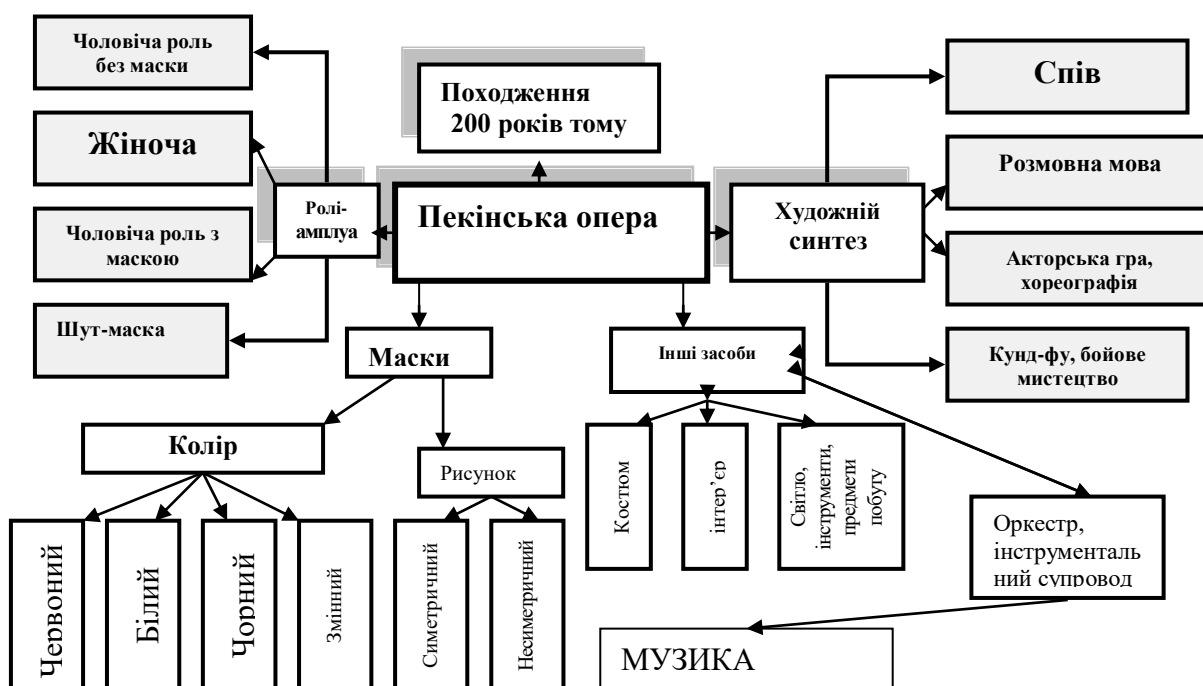 Чоловіча роль
без маски
Жіноча
Чоловіча роль з
маскою
Шут-маска
Ролі-
амплуа
Походження
200 років тому
Пекінська опера
Художній
синтез
Спів
Розмовна мова
Акторська гра,
хореографія
Кунд-фу, бойове
мистецтво
Маски
Інші засоби
Колір
Рисунок
Червоний
Білий
Чорний
Змінний
Симетричний
Несиметричний
Костюм
інтер’єр
Світло,
інструменти,
предмети
побуту
Оркестр,
інструменталь
ний супровод
МУЗИКА